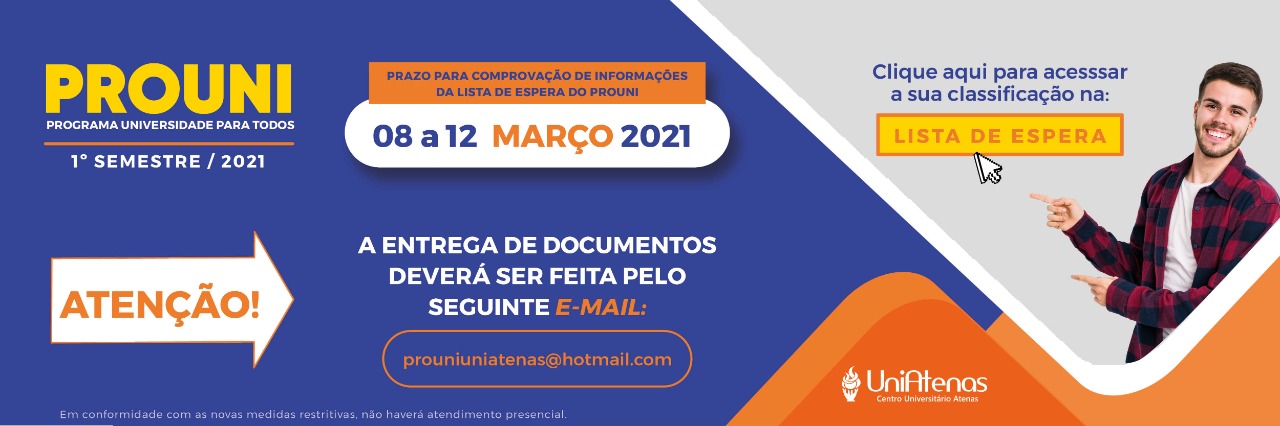 PROUNI
PROGRAMA UNIVERSIDADE PARA TODOS
1º SEMESTRE / 2021
PRAZO PARA COMPROVAÇÃO DE INFORMAÇÕES
DA LISTA DE ESPERA DO PROUNI
08 a 12 MARÇO 2021
ATENÇÃO!
A ENTREGA DE DOCUMENTOS
DEVERÁ SER FEITA PELO
SEGUINTE E-MAIL:
prouniuniatenas@hotmail.com
Em conformidade com as novas medidas restritivas, não haverá atendimento presencial.
Clique aqui para acesssar
a sua classificação na:
LISTA DE ESPERA
UniAtenas
Centro Universitário Atenas